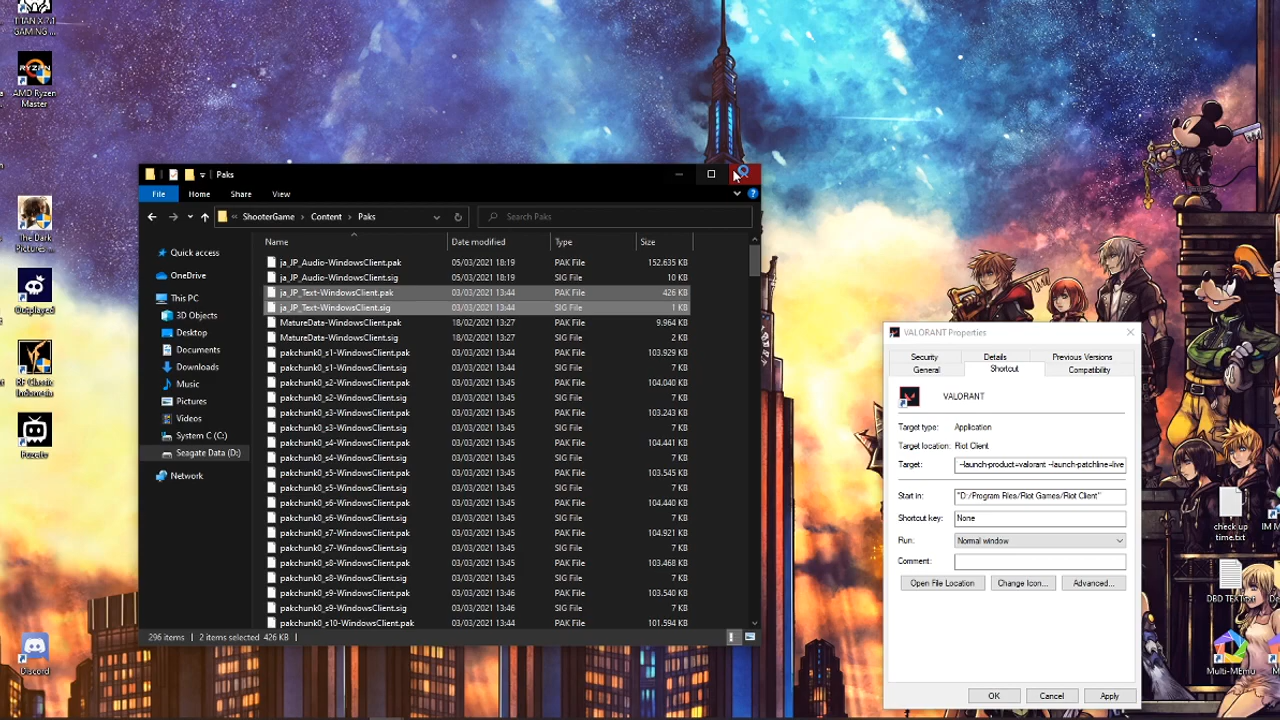 TITAN X 7.1
GAMING ...
AMD Ryzen
Master
The Dark
Pictures ...
Outplayed
RF Classic
Indonesia
Discord
Paks
File
Home
Share
View
ShooterGame
Content
Paks
Search Paks
Quick access
OneDrive
This PC
3D Objects
Desktop
Documents
Downloads
Music
Pictures
Videos
System C (C:)
Seagate Data (D:)
Network
Name Date modified Type Size
ja_JP_Audio-WindowsClient.pak 05/03/2021 18:19 PAK File 152.635 KB
ja_JP_Audio-WindowsClient.sig 05/03/2021 18:19 SIG File 10 KB
ja_JP_Text-WindowsClient.pak 03/03/2021 13:44 PAK File 426 KB
ja_JP_Text-WindowsClient.sig 03/03/2021 13:44 SIG File 1 KB
MatureData-WindowsClient.pak 18/02/2021 13:27 PAK File 9.964 KB
MatureData-WindowsClient.sig 18/02/2021 13:27 SIG File 2 KB
pakchunk0_s1-WindowsClient.pak 03/03/2021 13:44 PAK File 103.929 KB
pakchunk0_s1-WindowsClient.sig 03/03/2021 13:44 SIG File 7 KB
pakchunk0_s2-WindowsClient.pak 03/03/2021 13:45 PAK File 104.040 KB
pakchunk0_s2-WindowsClient.sig 03/03/2021 13:45 SIG File 7 KB
pakchunk0_s3-WindowsClient.pak 03/03/2021 13:45 PAK File 103.243 KB
pakchunk0_s3-WindowsClient.sig 03/03/2021 13:45 SIG File 7 KB
pakchunk0_s4-WindowsClient.pak 03/03/2021 13:45 PAK File 104.441 KB
pakchunk0_s4-WindowsClient.sig 03/03/2021 13:45 SIG File 7 KB
pakchunk0_s5-WindowsClient.pak 03/03/2021 13:45 PAK File 103.545 KB
pakchunk0_s5-WindowsClient.sig 03/03/2021 13:45 SIG File 7 KB
pakchunk0_s6-WindowsClient.pak 03/03/2021 13:45 PAK File 104.440 KB
pakchunk0_s6-WindowsClient.sig 03/03/2021 13:45 SIG File 7 KB
pakchunk0_s7-WindowsClient.pak 03/03/2021 13:45 PAK File 104.921 KB
pakchunk0_s7-WindowsClient.sig 03/03/2021 13:45 SIG File 7 KB
pakchunk0_s8-WindowsClient.pak 03/03/2021 13:45 PAK File 103.468 KB
pakchunk0_s8-WindowsClient.sig 03/03/2021 13:45 SIG File 7 KB
pakchunk0_s9-WindowsClient.pak 03/03/2021 13:44 PAK File 103.540 KB
pakchunk0_s9-WindowsClient.sig 03/03/2021 13:45 SIG File 7 KB
pakchunk0_s10-WindowsClient.pak 03/03/2021 13:44 PAK File 101.594 KB
296 items
2 items selected 426 KB
VALORANT Properties
Security Details Previous Versions
General Shortcut Compatibility
VALORANT
Target type: Application
Target location: Riot Client
Target: --launch-product=valorant --launch-patchline=live
Start in: "D:/Program Files/Riot Games/Riot Client"
Shortcut key: None
Run: Normal window
Comment:
Open File Location Change Icon... Advanced...
OK Cancel Apply
check up
time.txt
IM M
Multi-MEmu